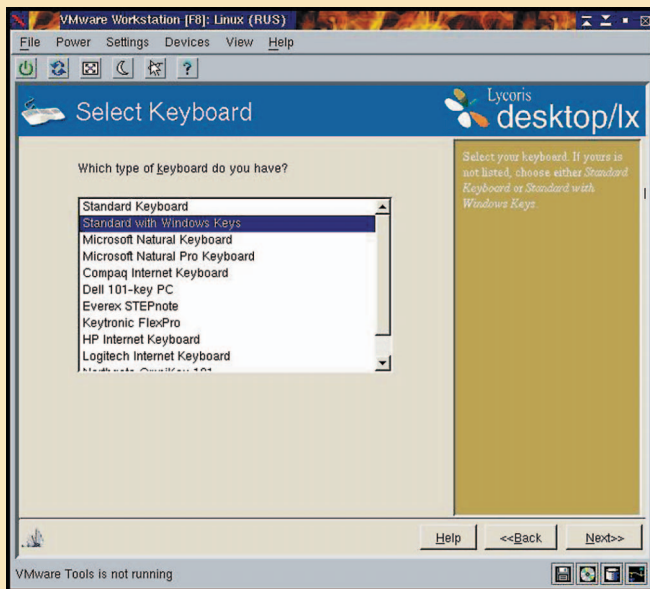 VMware Workstation [F8]: Linux (RUS)
File Power Settings Devices View Help
?
Select Keyboard
Lycoris
desktop/lx
Which type of keyboard do you have?
Standard Keyboard
Standard with Windows Keys
Microsoft Natural Keyboard
Microsoft Natural Pro Keyboard
Compaq Internet Keyboard
Dell 101-key PC
Everex STEPnote
Keytronic FlexPro
HP Internet Keyboard
Logitech Internet Keyboard
Northgate OmniKey 101
Select your keyboard. If yours is
not listed, choose either Standard
Keyboard or Standard with
Windows Keys.
Help <<Back Next>>
VMware Tools is not running